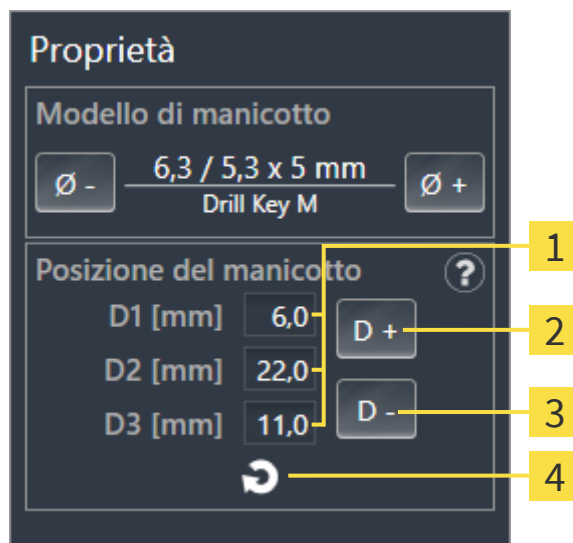 Proprietà
Modello di manicotto
Ø -
6,3 / 5,3 x 5 mm
Ø +
Drill Key M
Posizione del manicotto
?
1
D1 [mm] 6,0
D +
2
D2 [mm] 22,0
D3 [mm] 11,0
D -
3
4